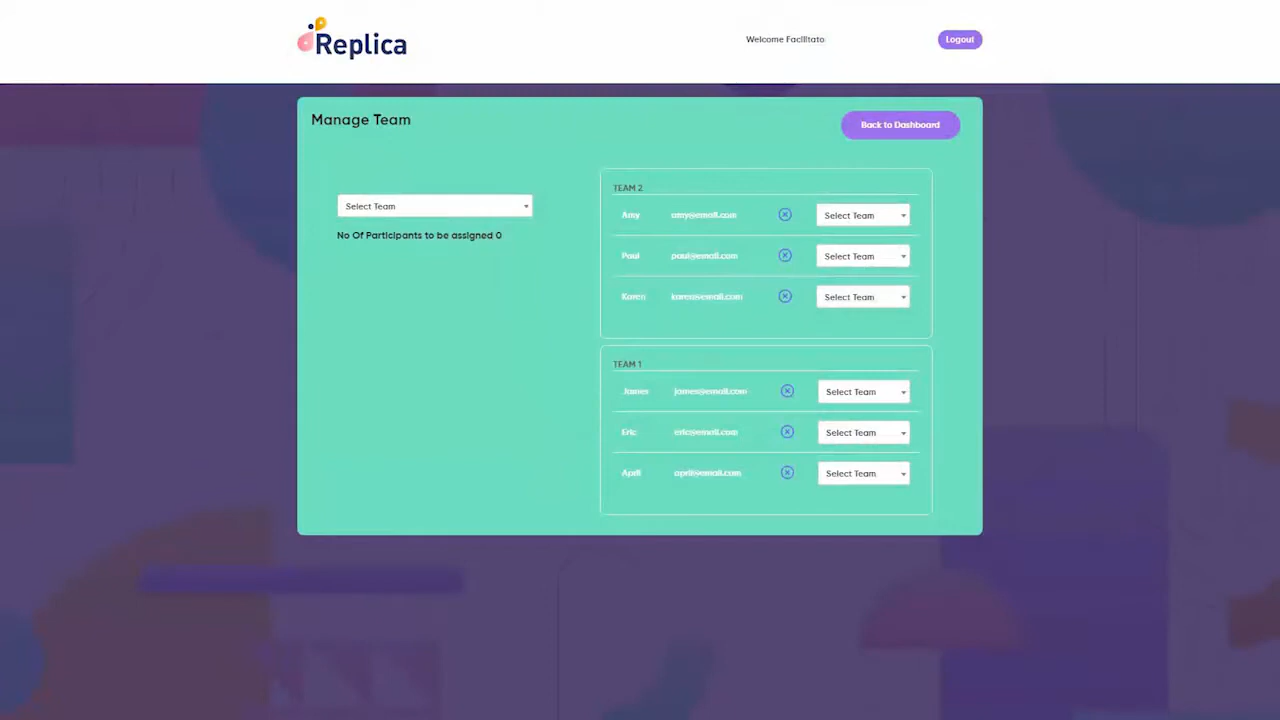 Replica
Welcome Facilitato
Logout
Manage Team
Back to Dashboard
Select Team
No Of Participants to be assigned 0
TEAM 2
Amy amy@email.com Select Team
Paul paul@email.com Select Team
Karen karen@email.com Select Team
TEAM 1
James james@email.com Select Team
Eric eric@email.com Select Team
April april@email.com Select Team